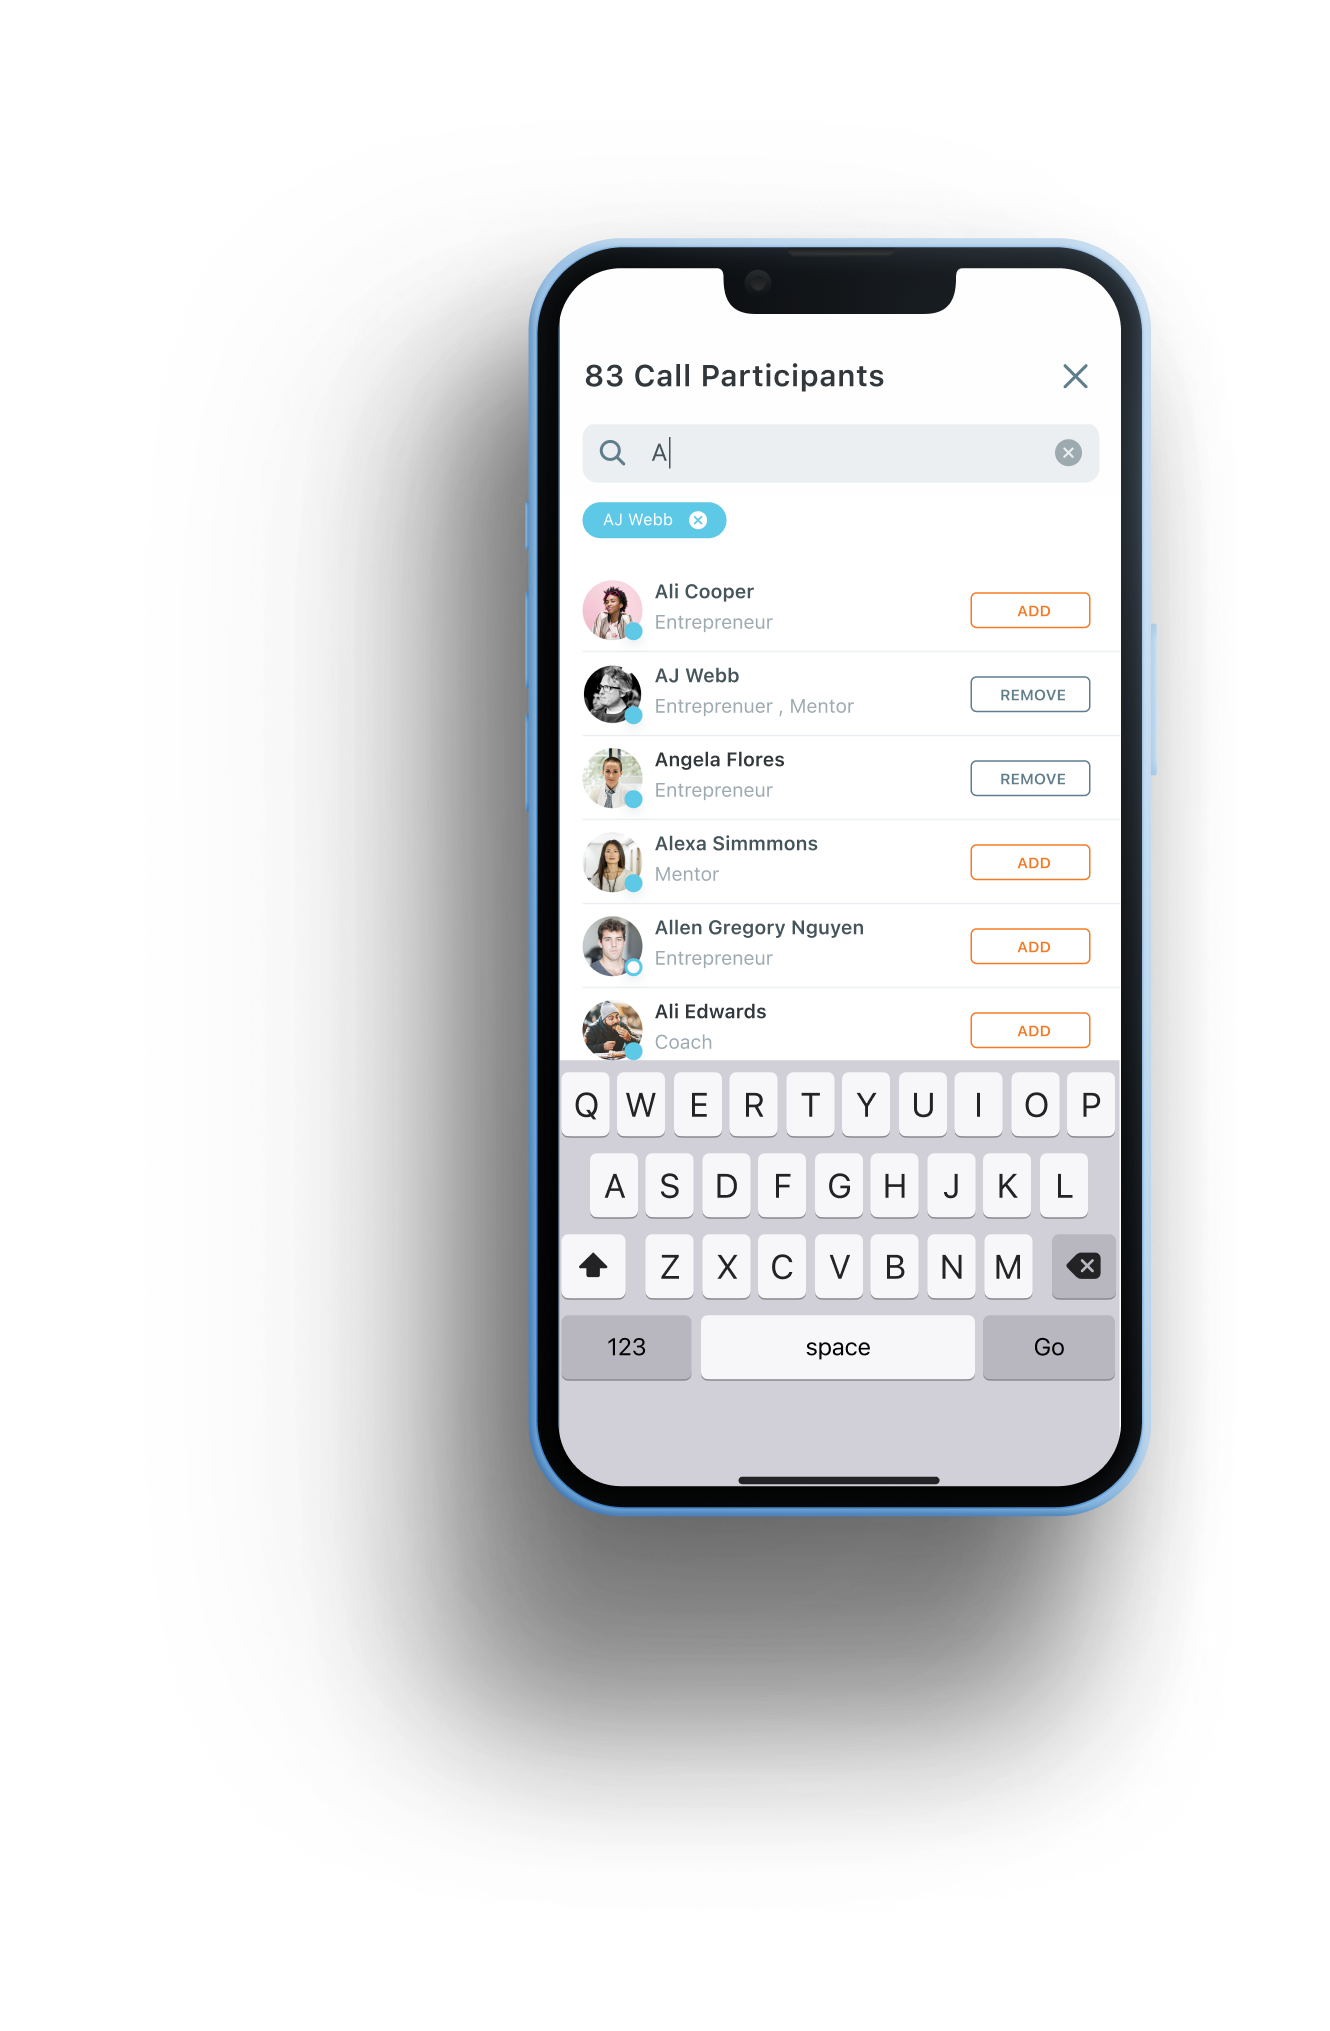 83 Call Participants
A
AJ Webb
Ali Cooper
Entrepreneur
ADD
AJ Webb
Entreprenuer , Mentor
REMOVE
Angela Flores
Entrepreneur
REMOVE
Alexa Simmmons
Mentor
ADD
Allen Gregory Nguyen
Entrepreneur
ADD
Ali Edwards
Coach
ADD
Q W E R T Y U I O P
A S D F G H J K L
Z X C V B N M
123 space Go